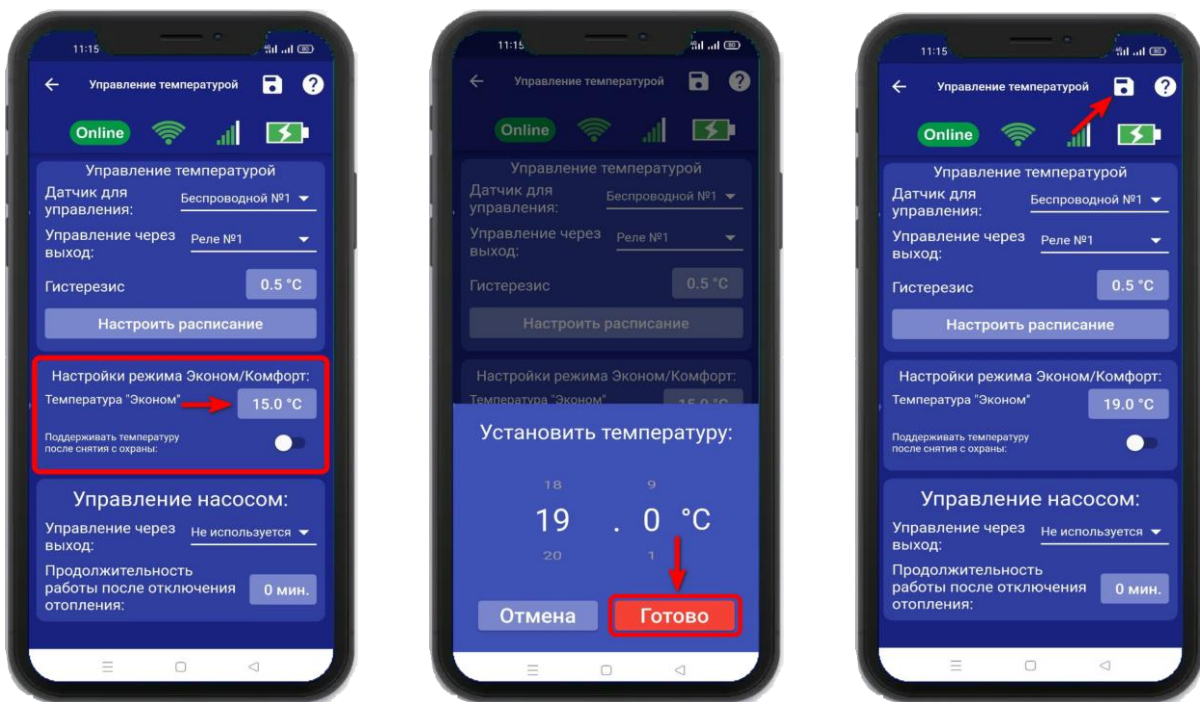 11:15
Управление температурой
Online
Управление температурой
Датчик для
управления:
Беспроводной №1
Управление через
выход:
Реле №1
Гистерезис
0.5 °C
Настроить расписание
Настройки режима Эконом/Комфорт:
Температура "Эконом"
15.0 °C
Поддерживать температуру
после снятия с охраны:
Управление насосом:
Управление через
выход:
Не используется
Продолжительность
работы после отключения
отопления:
0 мин.
11:15
Управление температурой
Online
Управление температурой
Датчик для
управления:
Беспроводной №1
Управление через
выход:
Реле №1
Гистерезис
0.5 °C
Настроить расписание
Настройки режима Эконом/Комфорт:
Температура "Эконом"
15.0 °C
Установить температуру:
18 9
19 . 0 °C
20 1
Отмена
Готово
11:15
Управление температурой
Online
Управление температурой
Датчик для
управления:
Беспроводной №1
Управление через
выход:
Реле №1
Гистерезис
0.5 °C
Настроить расписание
Настройки режима Эконом/Комфорт:
Температура "Эконом"
19.0 °C
Поддерживать температуру
после снятия с охраны:
Управление насосом:
Управление через
выход:
Не используется
Продолжительность
работы после отключения
отопления:
0 мин.